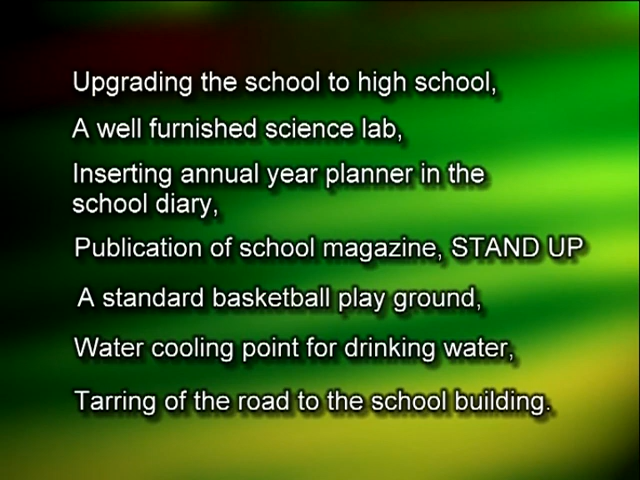 Upgrading the school to high school,
A well furnished science lab,
Inserting annual year planner in the
school diary,
Publication of school magazine, STAND UP
A standard basketball play ground,
Water cooling point for drinking water,
Tarring of the road to the school building.